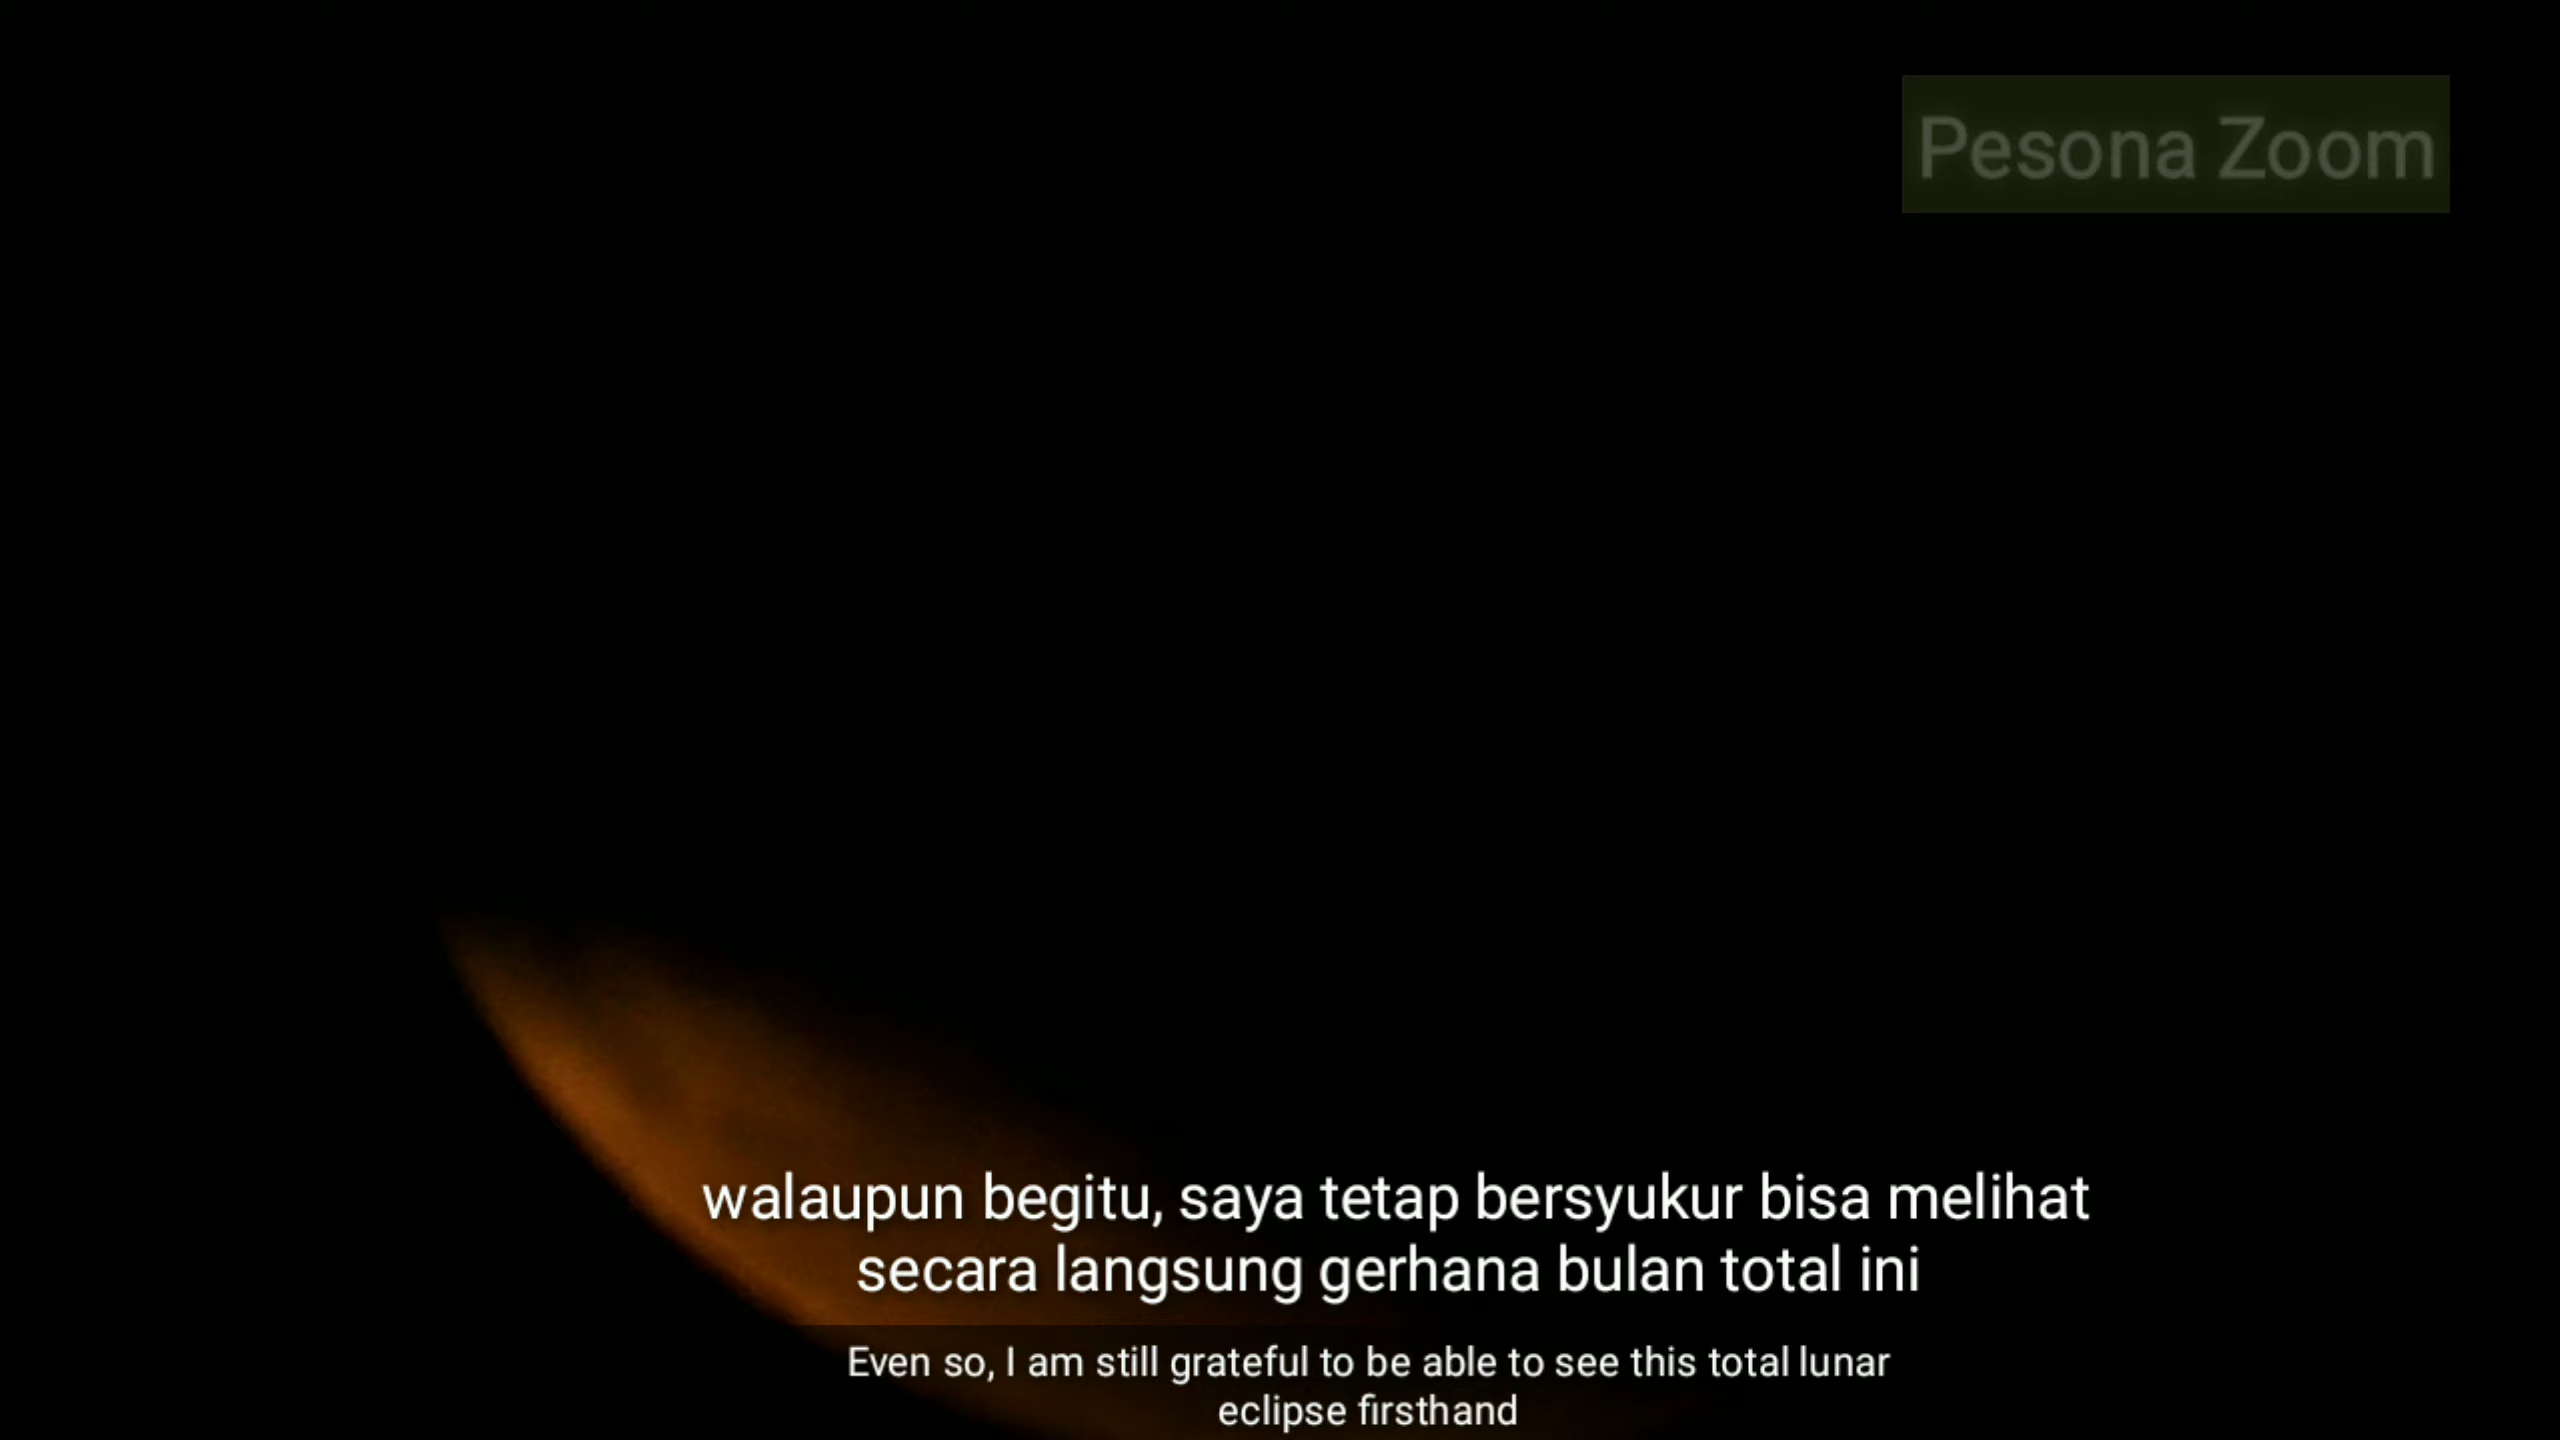 Pesona Zoom
walaupun begitu, saya tetap bersyukur bisa melihat
secara langsung gerhana bulan total ini
Even so, I am still grateful to be able to see this total lunar
eclipse firsthand